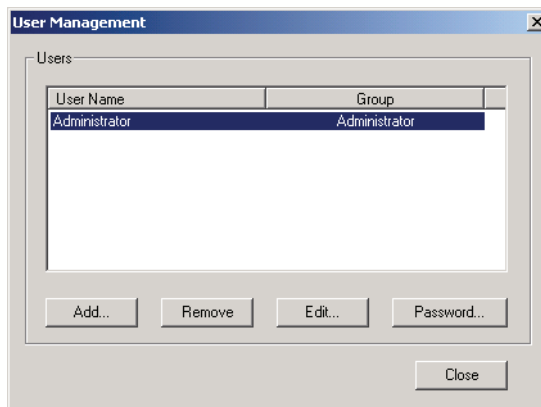 User Management
Users
User Name Group
Administrator Administrator
Add... Remove Edit... Password...
Close